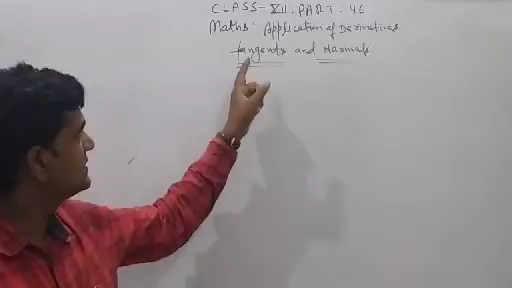 CLASS-XII. PART-46
Maths: Application of Derivatives
tangents and Normals